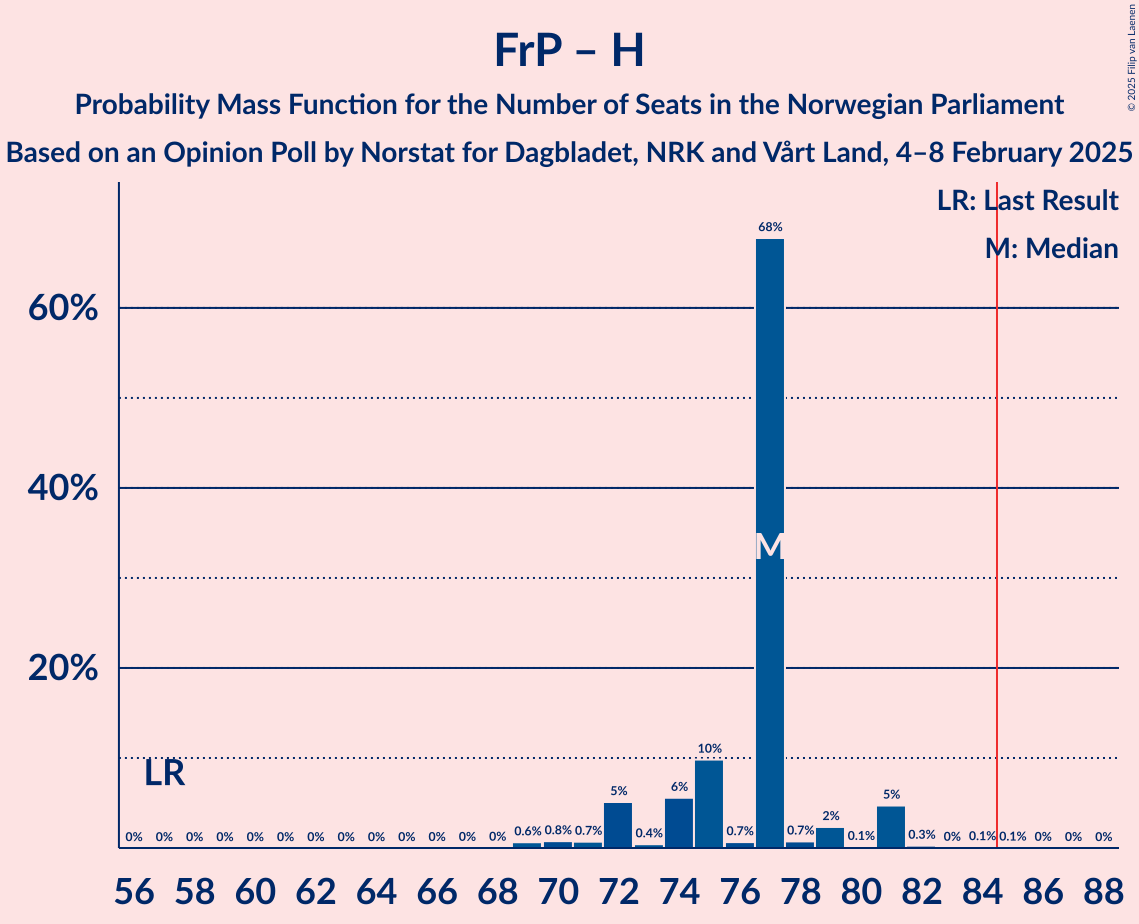 FrP – H
Probability Mass Function for the Number of Seats in the Norwegian Parliament
Based on an Opinion Poll by Norstat for Dagbladet, NRK and Vårt Land, 4–8 February 2025
© 2025 Filip van Laenen
LR: Last Result
M: Median
60%
40%
20%
LR
M
0% 0% 0% 0% 0% 0% 0% 0% 0% 0% 0% 0% 0% 0.6% 0.8% 0.7% 5% 0.4% 6% 10% 0.7% 68% 0.7% 2% 0.1% 5% 0.3% 0% 0.1% 0.1% 0% 0% 0%
56 58 60 62 64 66 68 70 72 74 76 78 80 82 84 86 88